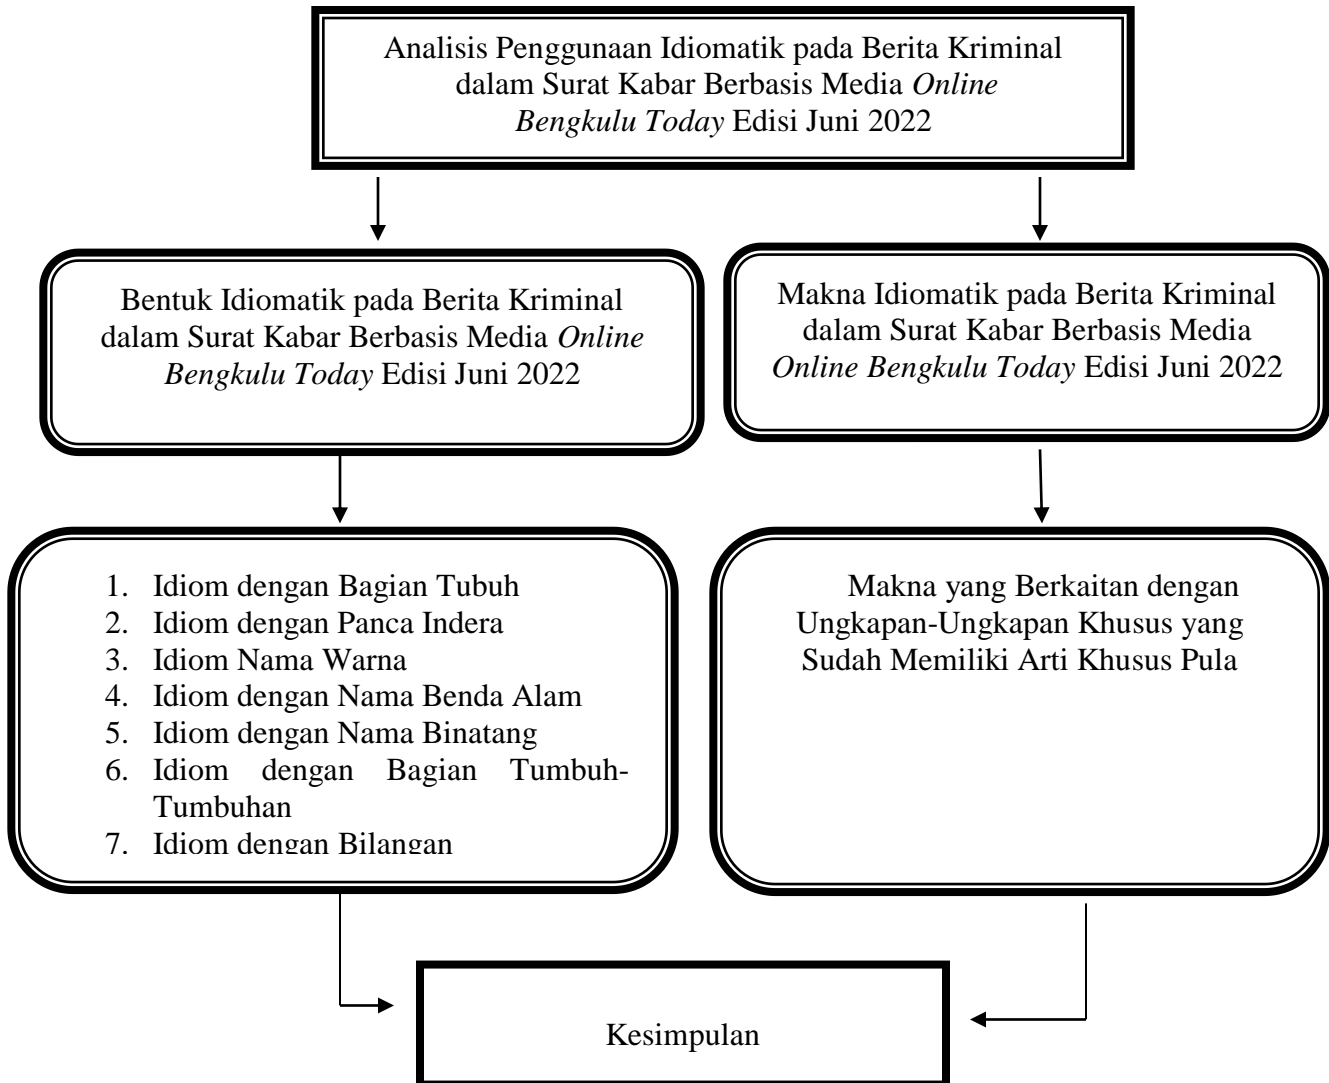 Analisis Penggunaan Idiomatik pada Berita Kriminal
dalam Surat Kabar Berbasis Media Online
Bengkulu Today Edisi Juni 2022
Bentuk Idiomatik pada Berita Kriminal
dalam Surat Kabar Berbasis Media Online
Bengkulu Today Edisi Juni 2022
Makna Idiomatik pada Berita Kriminal
dalam Surat Kabar Berbasis Media
Online Bengkulu Today Edisi Juni 2022
1. Idiom dengan Bagian Tubuh
2. Idiom dengan Panca Indera
3. Idiom Nama Warna
4. Idiom dengan Nama Benda Alam
5. Idiom dengan Nama Binatang
6. Idiom dengan Bagian Tumbuh-
Tumbuhan
7. Idiom dengan Bilangan
Makna yang Berkaitan dengan
Ungkapan-Ungkapan Khusus yang
Sudah Memiliki Arti Khusus Pula
Kesimpulan